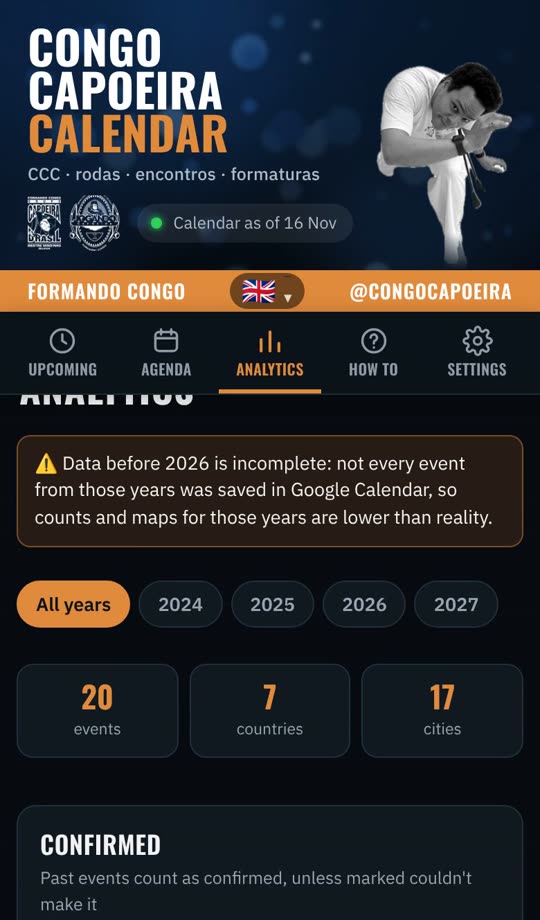 CONGO
CAPOEIRA
CALENDAR
CCC · rodas · encontros · formaturas
CAPOEIRA
BRASIL
Calendar as of 16 Nov
FORMANDO CONGO
@CONGOCAPOEIRA
UPCOMING
AGENDA
ANALYTICS
HOW TO
SETTINGS
ANALYTICS
⚠️ Data before 2026 is incomplete: not every event
from those years was saved in Google Calendar, so
counts and maps for those years are lower than reality.
All years
2024
2025
2026
2027
20
events
7
countries
17
cities
CONFIRMED
Past events count as confirmed, unless marked couldn't
make it